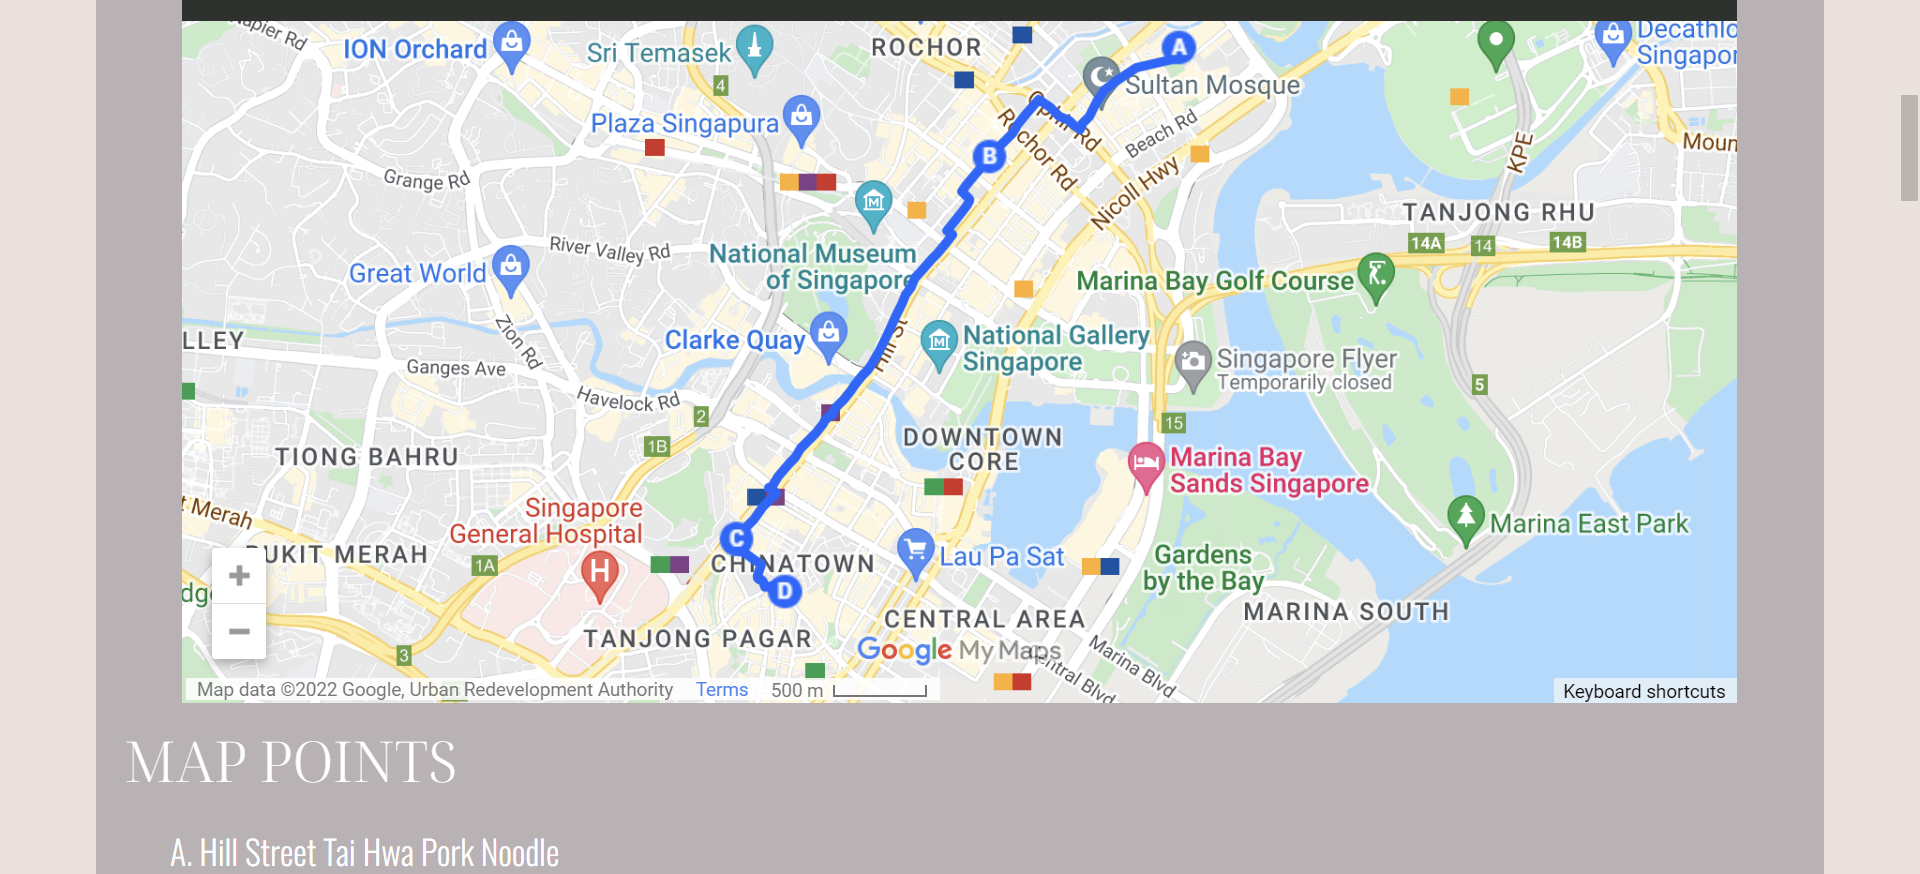 Napier Rd
ION Orchard
Sri Temasek
4
ROCHOR
A
Sultan Mosque
Decathlo
Singapor
Plaza Singapura
Ophir Rd
Rochor Rd
Beach Rd
B
Moun
KPE
Grange Rd
Nicoll Hwy
TANJONG RHU
14A
14
14B
River Valley Rd
National Museum
of Singapore
Great World
Marina Bay Golf Course
Zion Rd
LLEY
Clarke Quay
Hill St
National Gallery
Singapore
Singapore Flyer
Temporarily closed
Ganges Ave
Havelock Rd
5
2
15
1B
DOWNTOWN
CORE
TIONG BAHRU
Marina Bay
Sands Singapore
t Merah
Singapore
General Hospital
H
C
Marina East Park
BUKIT MERAH
1A
CHINATOWN
Lau Pa Sat
Gardens
by the Bay
D
dge
+
−
MARINA SOUTH
CENTRAL AREA
TANJONG PAGAR
3
Google My Maps
Central Blvd
Marina Blvd
Map data ©2022 Google, Urban Redevelopment Authority
Terms
500 m
Keyboard shortcuts
MAP POINTS
A. Hill Street Tai Hwa Pork Noodle